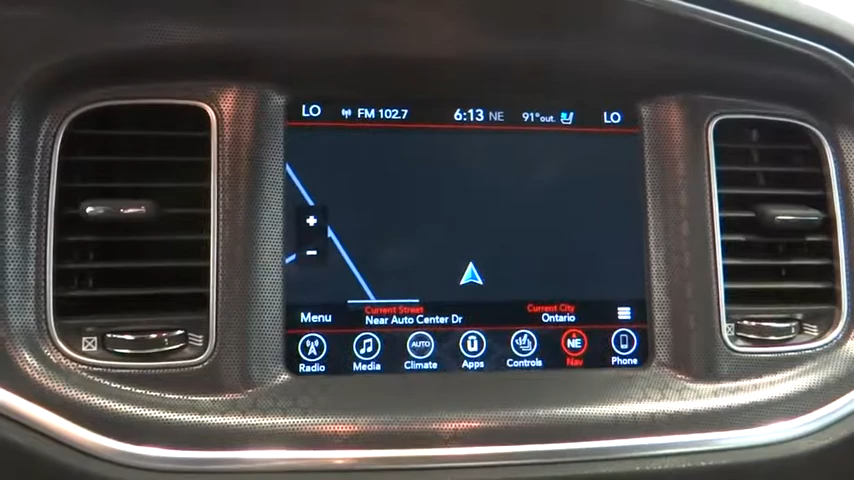 LO FM 102.7 6:13 NE 91° out. LO
+
−
Menu
Current Street
Near Auto Center Dr
Current City
Ontario
AUTO NE
Radio Media Climate Apps Controls Nav Phone